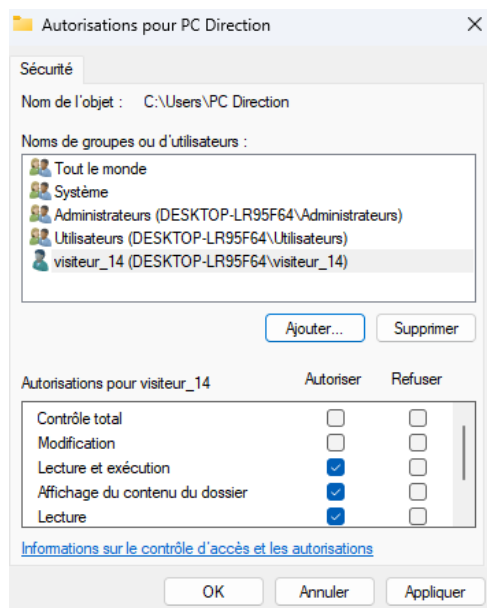 Autorisations pour PC Direction
Sécurité
Nom de l'objet : C:\Users\PC Direction
Noms de groupes ou d'utilisateurs :
Tout le monde
Système
Administrateurs (DESKTOP-LR95F64\Administrateurs)
Utilisateurs (DESKTOP-LR95F64\Utilisateurs)
visiteur_14 (DESKTOP-LR95F64\visiteur_14)
Ajouter... Supprimer
Autorisations pour visiteur_14 Autoriser Refuser
Contrôle total
Modification
Lecture et exécution
Affichage du contenu du dossier
Lecture
Informations sur le contrôle d'accès et les autorisations
OK Annuler Appliquer